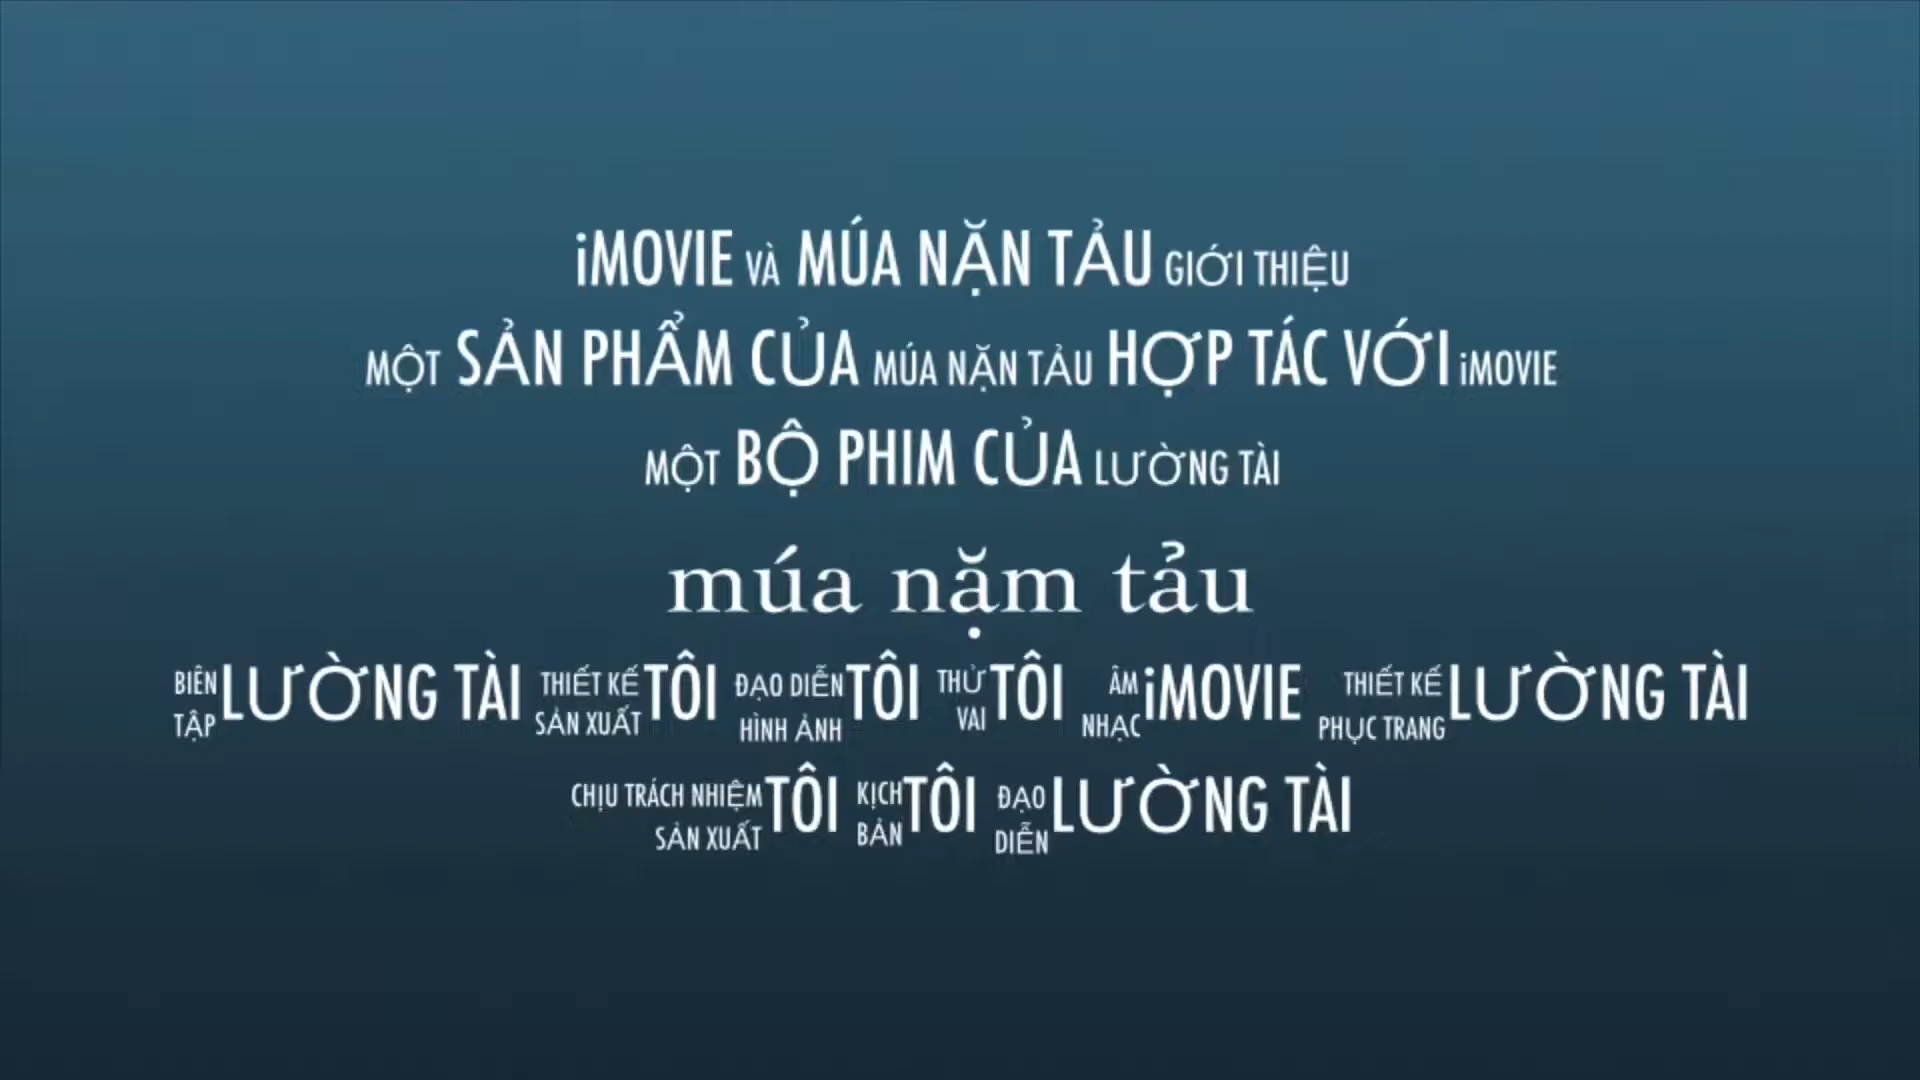 iMOVIE VÀ MÚA NẶN TẢU GIỚI THIỆU
MỘT SẢN PHẨM CỦA MÚA NẶN TẢU HỢP TÁC VỚI iMOVIE
MỘT BỘ PHIM CỦA LƯỜNG TÀI
múa nặm tảu
BIÊN TẬP LƯỜNG TÀI THIẾT KẾ SẢN XUẤT TÔI ĐẠO DIỄN HÌNH ẢNH TÔI THỬ VAI TÔI ÂM NHẠC iMOVIE THIẾT KẾ PHỤC TRANG LƯỜNG TÀI
CHỊU TRÁCH NHIỆM SẢN XUẤT TÔI KỊCH BẢN TÔI ĐẠO DIỄN LƯỜNG TÀI